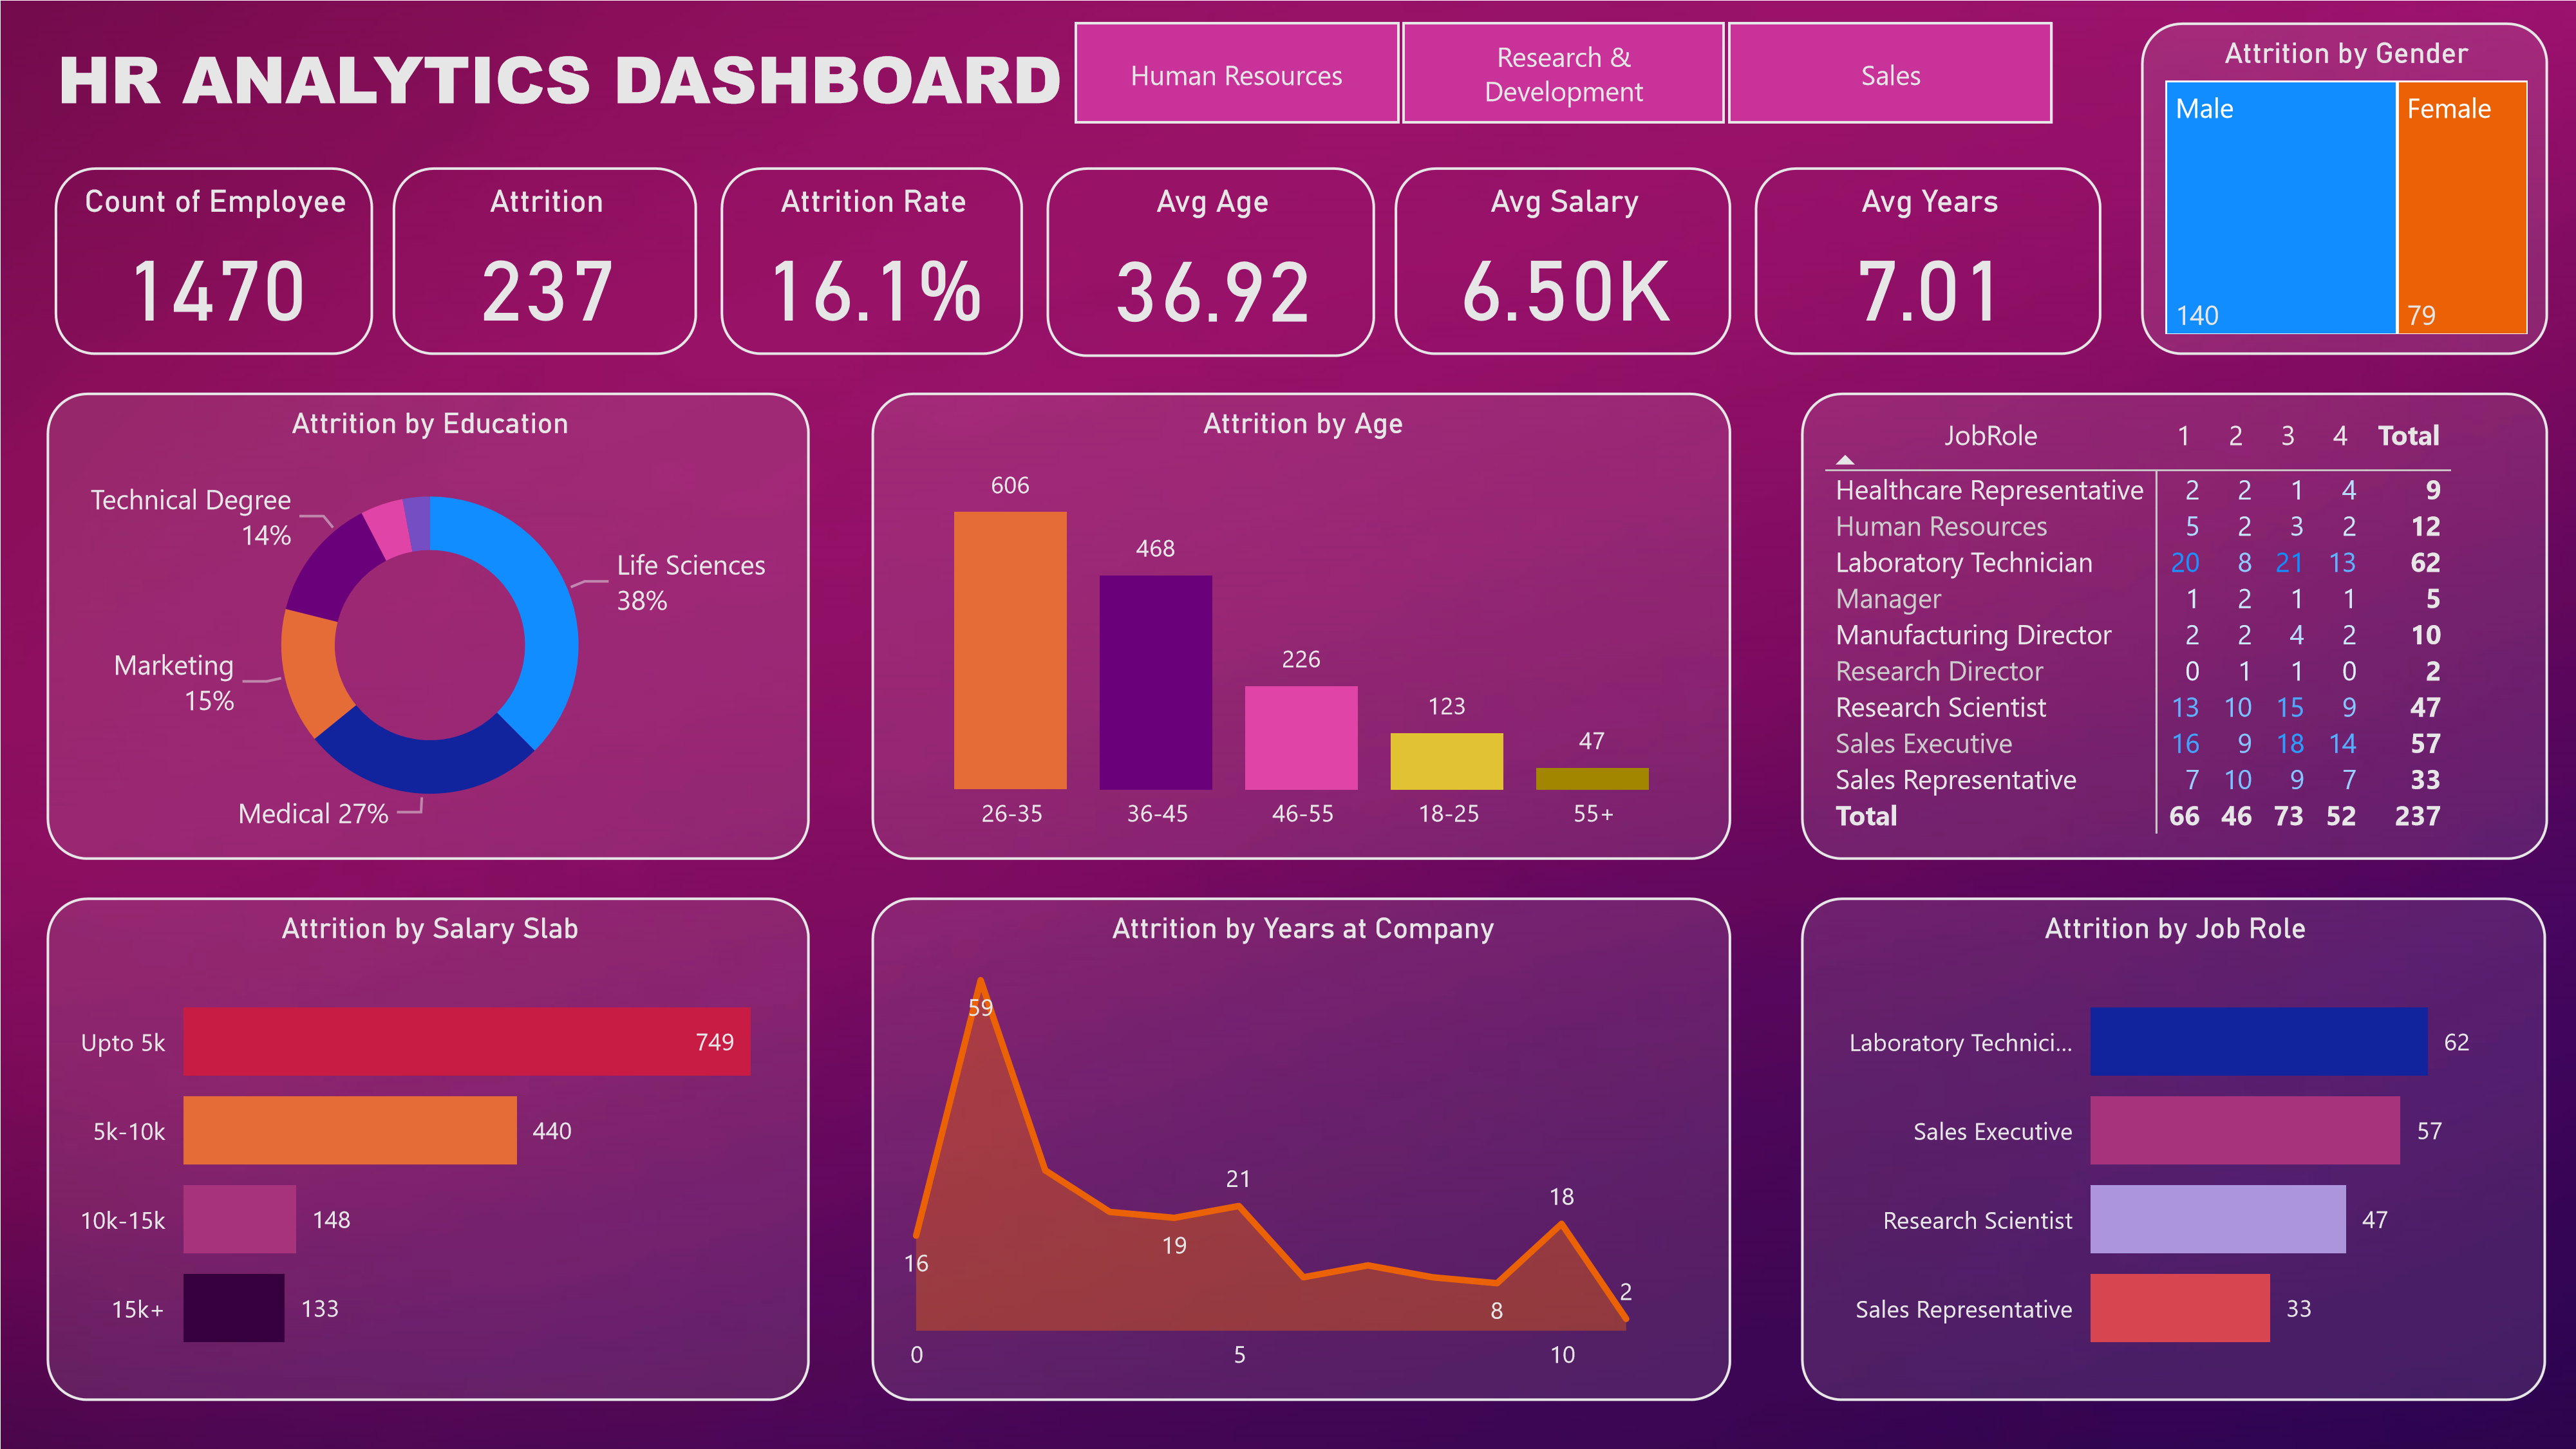 HR ANALYTICS DASHBOARD
Human Resources
Research &
Development
Sales
Attrition by Gender
Male
Female
140
79
Count of Employee
1470
Attrition
237
Attrition Rate
16.1%
Avg Age
36.92
Avg Salary
6.50K
Avg Years
7.01
Attrition by Education
Technical Degree
14%
Life Sciences
38%
Marketing
15%
Medical 27%
Attrition by Age
606
468
226
123
47
26-35 36-45 46-55 18-25 55+
JobRole 1 2 3 4 Total
Healthcare Representative 2 2 1 4 9
Human Resources 5 2 3 2 12
Laboratory Technician 20 8 21 13 62
Manager 1 2 1 1 5
Manufacturing Director 2 2 4 2 10
Research Director 0 1 1 0 2
Research Scientist 13 10 15 9 47
Sales Executive 16 9 18 14 57
Sales Representative 7 10 9 7 33
Total 66 46 73 52 237
Attrition by Salary Slab
Upto 5k 749
5k-10k 440
10k-15k 148
15k+ 133
Attrition by Years at Company
59
21
18
19
16
2
8
0 5 10
Attrition by Job Role
Laboratory Technici... 62
Sales Executive 57
Research Scientist 47
Sales Representative 33